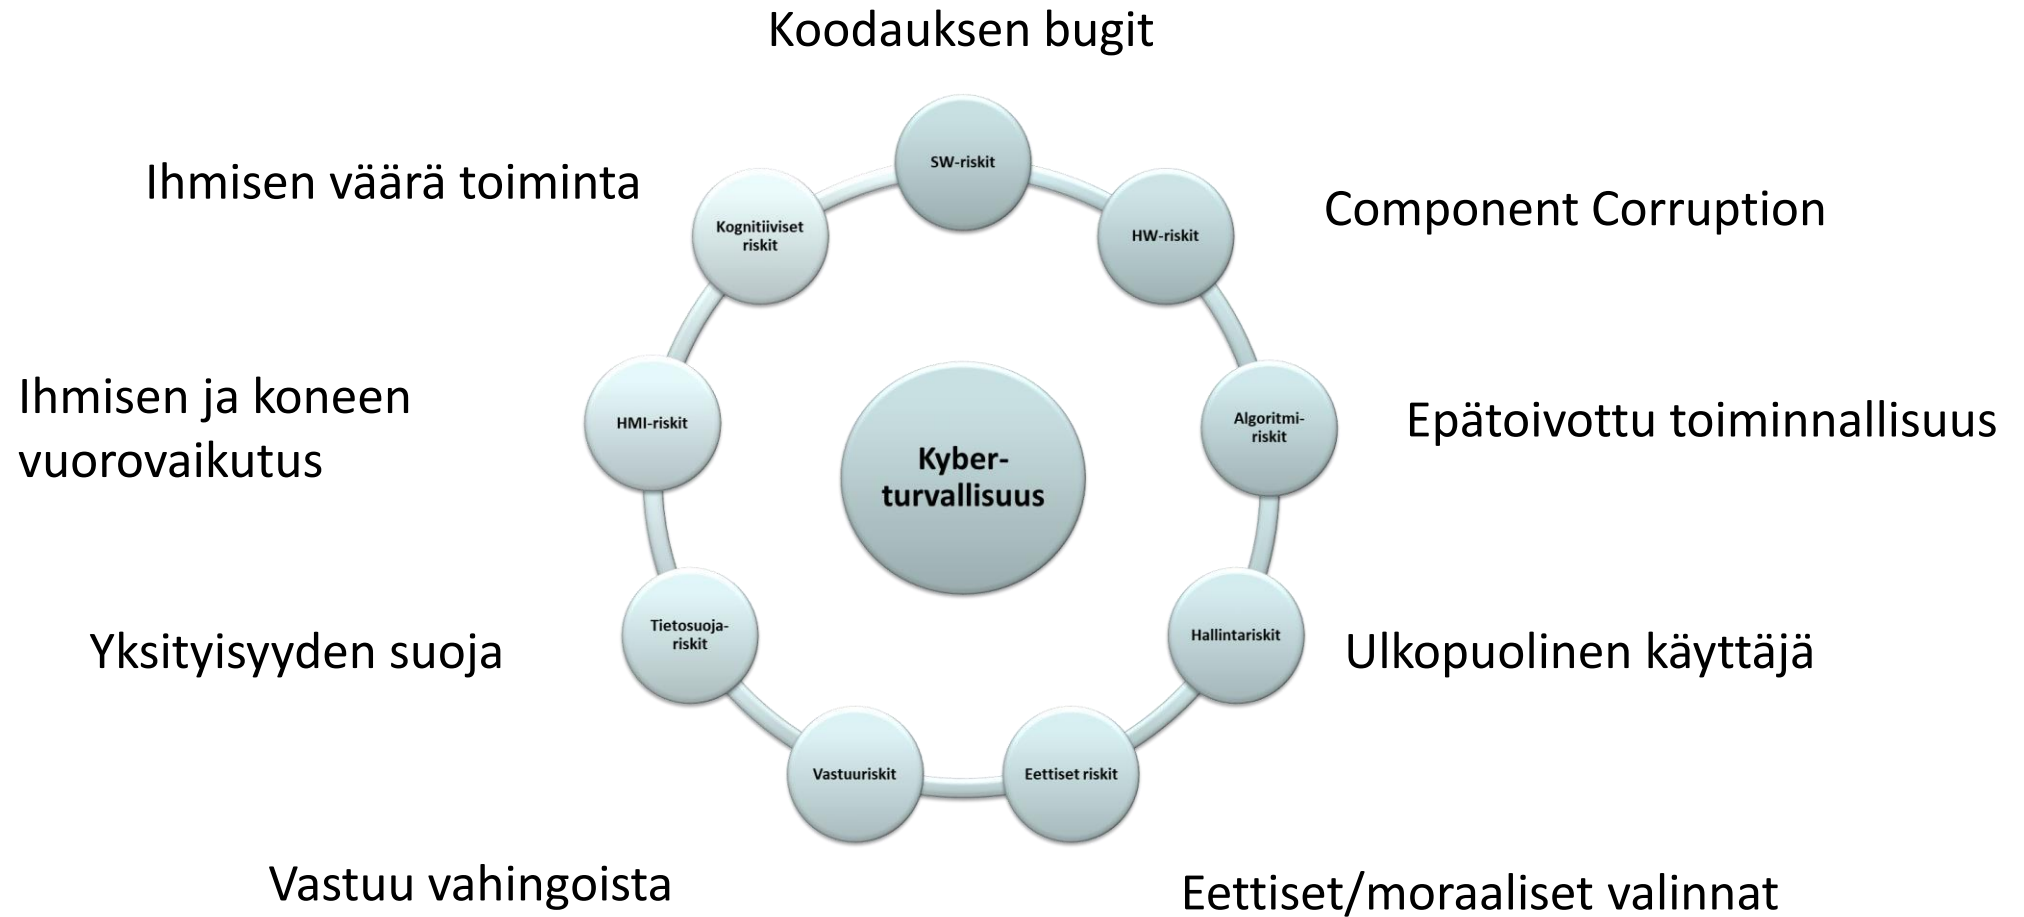 Koodauksen bugit
SW-riskit
Ihmisen väärä toiminta
Kognitiiviset
riskit
HW-riskit
Component Corruption
Ihmisen ja koneen
vuorovaikutus
HMI-riskit
Algoritmi-
riskit
Epätoivottu toiminnallisuus
Kyber-
turvallisuus
Yksityisyyden suoja
Tietosuoja-
riskit
Hallintariskit
Ulkopuolinen käyttäjä
Vastuuriskit
Eettiset riskit
Vastuu vahingoista
Eettiset/moraaliset valinnat